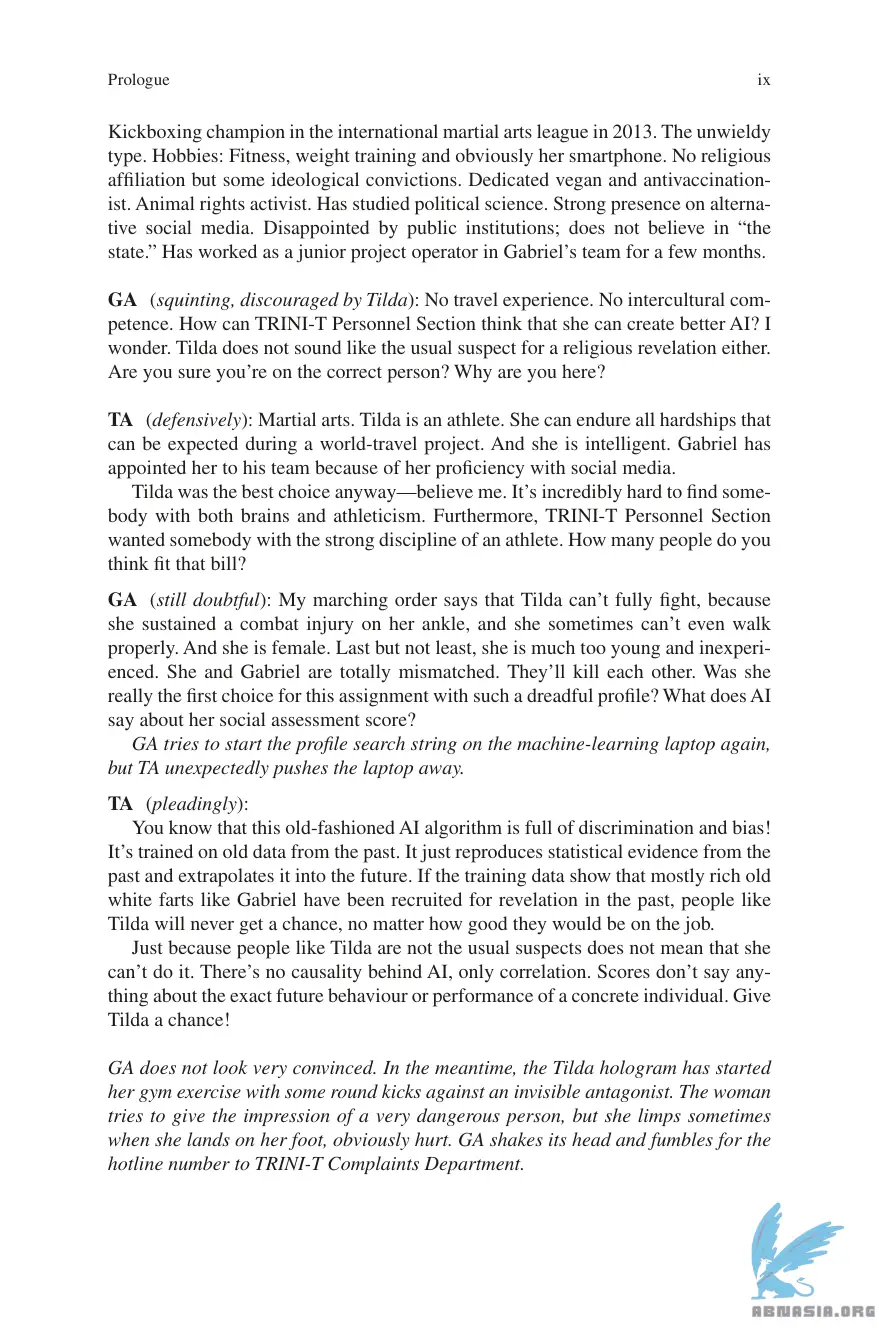 Prologue ix
Kickboxing champion in the international martial arts league in 2013. The unwieldy
type. Hobbies: Fitness, weight training and obviously her smartphone. No religious
affiliation but some ideological convictions. Dedicated vegan and antivaccination-
ist. Animal rights activist. Has studied political science. Strong presence on alterna-
tive social media. Disappointed by public institutions; does not believe in “the
state.” Has worked as a junior project operator in Gabriel’s team for a few months.
GA (squinting, discouraged by Tilda): No travel experience. No intercultural com-
petence. How can TRINI-T Personnel Section think that she can create better AI? I
wonder. Tilda does not sound like the usual suspect for a religious revelation either.
Are you sure you’re on the correct person? Why are you here?
TA (defensively): Martial arts. Tilda is an athlete. She can endure all hardships that
can be expected during a world-travel project. And she is intelligent. Gabriel has
appointed her to his team because of her proficiency with social media.
Tilda was the best choice anyway—believe me. It’s incredibly hard to find some-
body with both brains and athleticism. Furthermore, TRINI-T Personnel Section
wanted somebody with the strong discipline of an athlete. How many people do you
think fit that bill?
GA (still doubtful): My marching order says that Tilda can’t fully fight, because
she sustained a combat injury on her ankle, and she sometimes can’t even walk
properly. And she is female. Last but not least, she is much too young and inexperi-
enced. She and Gabriel are totally mismatched. They’ll kill each other. Was she
really the first choice for this assignment with such a dreadful profile? What does AI
say about her social assessment score?
GA tries to start the profile search string on the machine-learning laptop again,
but TA unexpectedly pushes the laptop away.
TA (pleadingly):
You know that this old-fashioned AI algorithm is full of discrimination and bias!
It’s trained on old data from the past. It just reproduces statistical evidence from the
past and extrapolates it into the future. If the training data show that mostly rich old
white farts like Gabriel have been recruited for revelation in the past, people like
Tilda will never get a chance, no matter how good they would be on the job.
Just because people like Tilda are not the usual suspects does not mean that she
can’t do it. There’s no causality behind AI, only correlation. Scores don’t say any-
thing about the exact future behaviour or performance of a concrete individual. Give
Tilda a chance!
GA does not look very convinced. In the meantime, the Tilda hologram has started
her gym exercise with some round kicks against an invisible antagonist. The woman
tries to give the impression of a very dangerous person, but she limps sometimes
when she lands on her foot, obviously hurt. GA shakes its head and fumbles for the
hotline number to TRINI-T Complaints Department.
ABNASIA.ORG